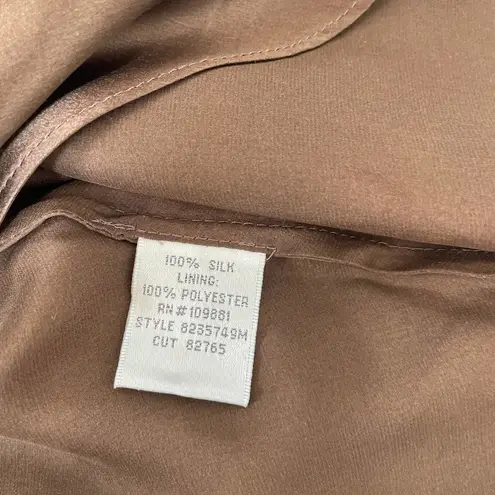 100% SILK
LINING:
100% POLYESTER
RN#109881
STYLE 8235749M
CUT 82765